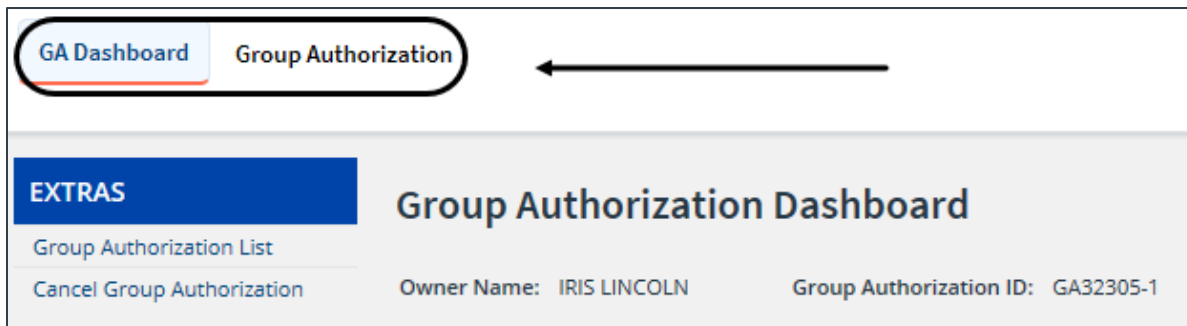 GA Dashboard Group Authorization
EXTRAS
Group Authorization List
Cancel Group Authorization
Group Authorization Dashboard
Owner Name: IRIS LINCOLN Group Authorization ID: GA32305-1